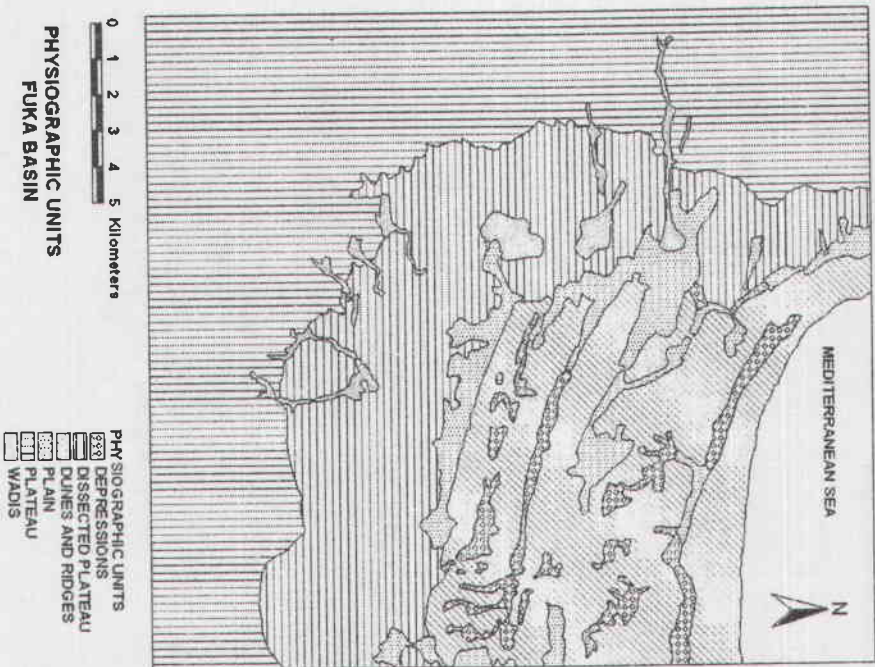 MEDITERRANEAN SEA
N
0 1 2 3 4 5 Kilometers
PHYSIOGRAPHIC UNITS
FUKA BASIN
PHYSIOGRAPHIC UNITS
DEPRESSIONS
DISSECTED PLATEAU
DUNES AND RIDGES
PLAIN
PLATEAU
WADIS